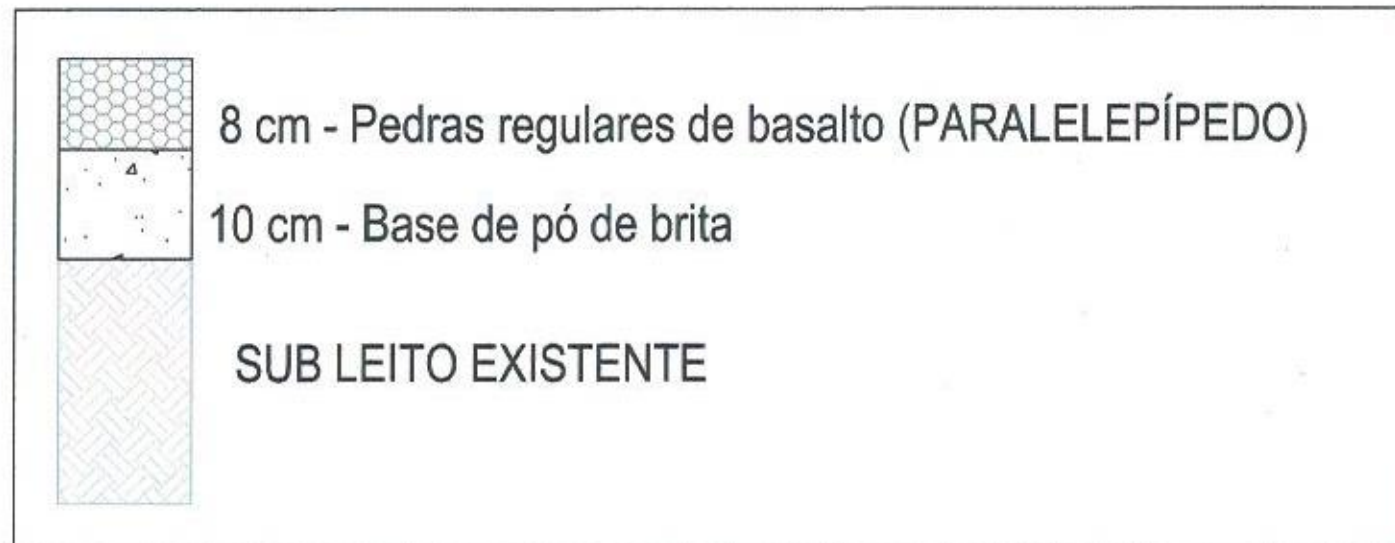 8 cm - Pedras regulares de basalto (PARALELEPÍPEDO)
10 cm - Base de pó de brita
SUB LEITO EXISTENTE